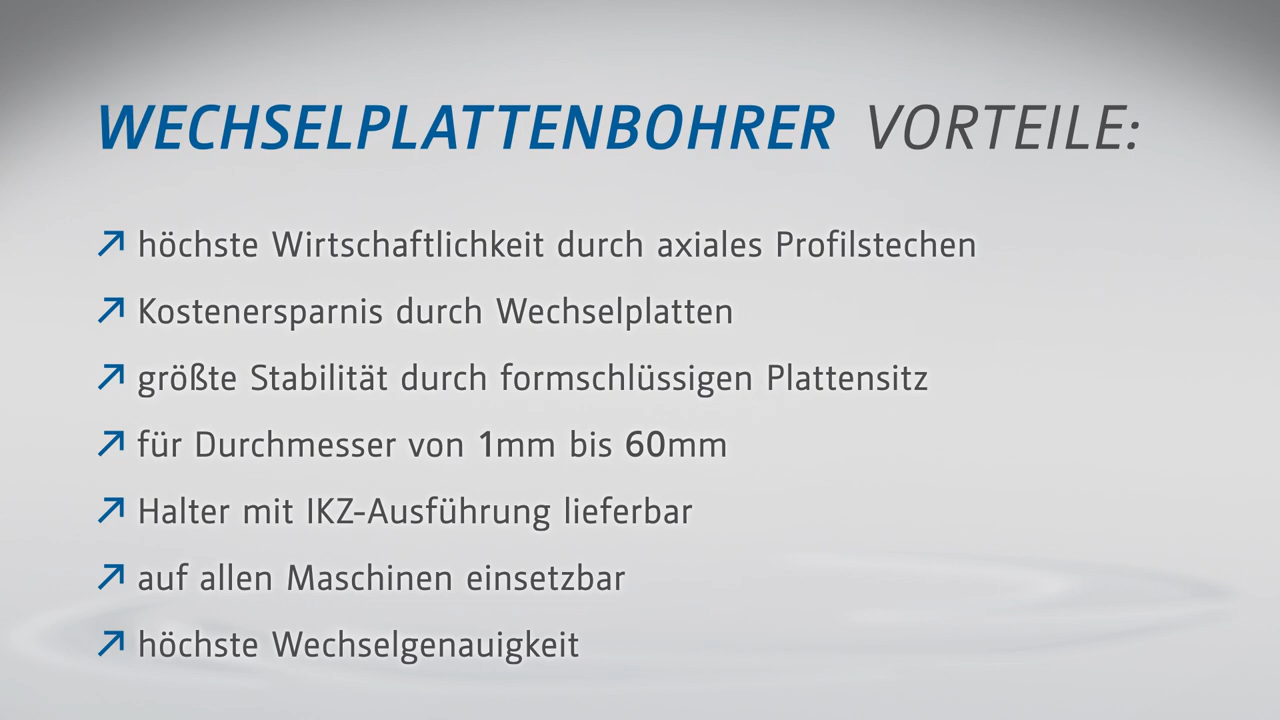 WECHSELPLATTENBOHRER VORTEILE:
höchste Wirtschaftlichkeit durch axiales Profilstechen
Kostenersparnis durch Wechselplatten
größte Stabilität durch formschlüssigen Plattensitz
für Durchmesser von 1mm bis 60mm
Halter mit IKZ-Ausführung lieferbar
auf allen Maschinen einsetzbar
höchste Wechselgenauigkeit